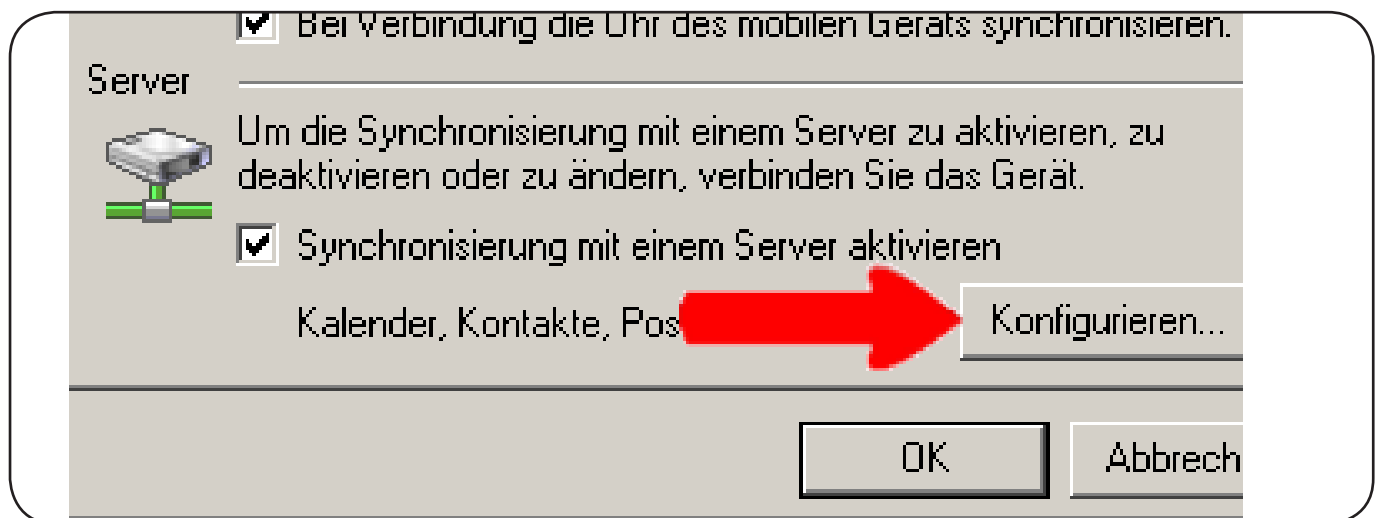 Bei Verbindung die Uhr des mobilen Geräts synchronisieren.
Server
Um die Synchronisierung mit einem Server zu aktivieren, zu
deaktivieren oder zu ändern, verbinden Sie das Gerät.
Synchronisierung mit einem Server aktivieren
Kalender, Kontakte, Pos
Konfigurieren...
OK
Abbrech